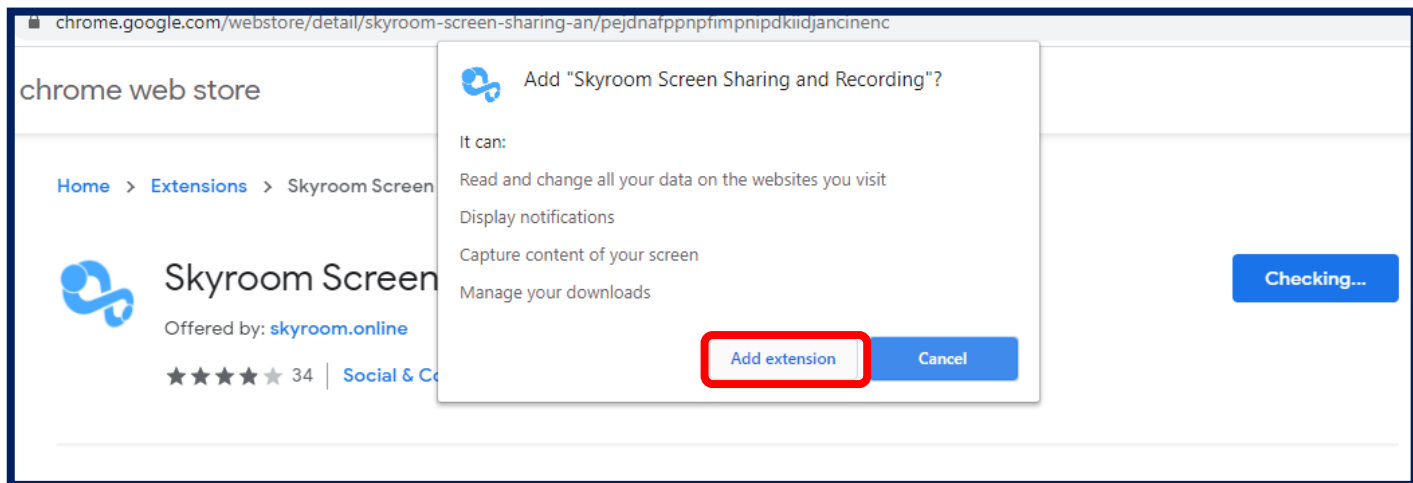 chrome.google.com/webstore/detail/skyroom-screen-sharing-an/pejdnafppnpfimpnipdkiidjancinenc
chrome web store
Add "Skyroom Screen Sharing and Recording"?
It can:
Read and change all your data on the websites you visit
Display notifications
Capture content of your screen
Manage your downloads
Add extension Cancel
Home > Extensions > Skyroom Screen
Skyroom Screen
Offered by: skyroom.online
34 Social & Co
Checking...